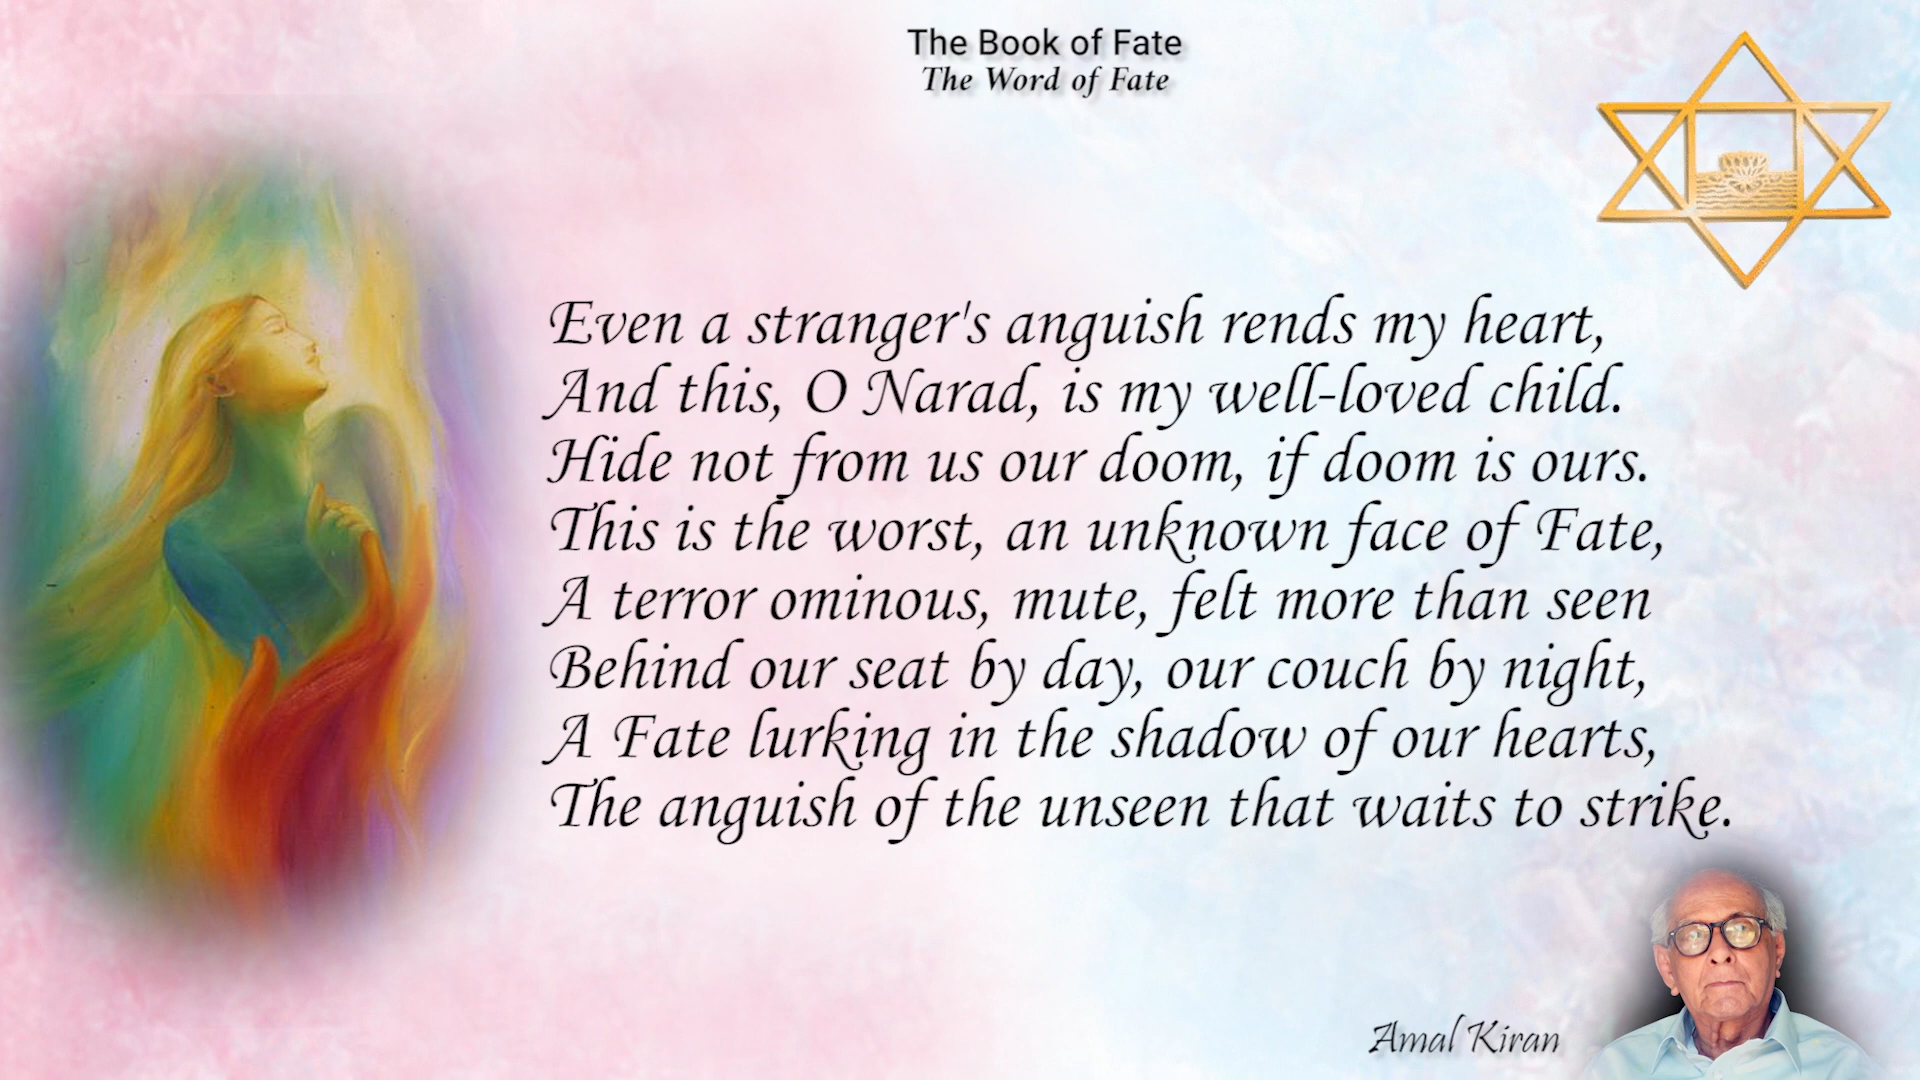 The Book of Fate
The Word of Fate
Even a stranger's anguish rends my heart,
And this, O Narad, is my well-loved child.
Hide not from us our doom, if doom is ours.
This is the worst, an unknown face of Fate,
A terror ominous, mute, felt more than seen
Behind our seat by day, our couch by night,
A Fate lurking in the shadow of our hearts,
The anguish of the unseen that waits to strike.
Amal Kiran